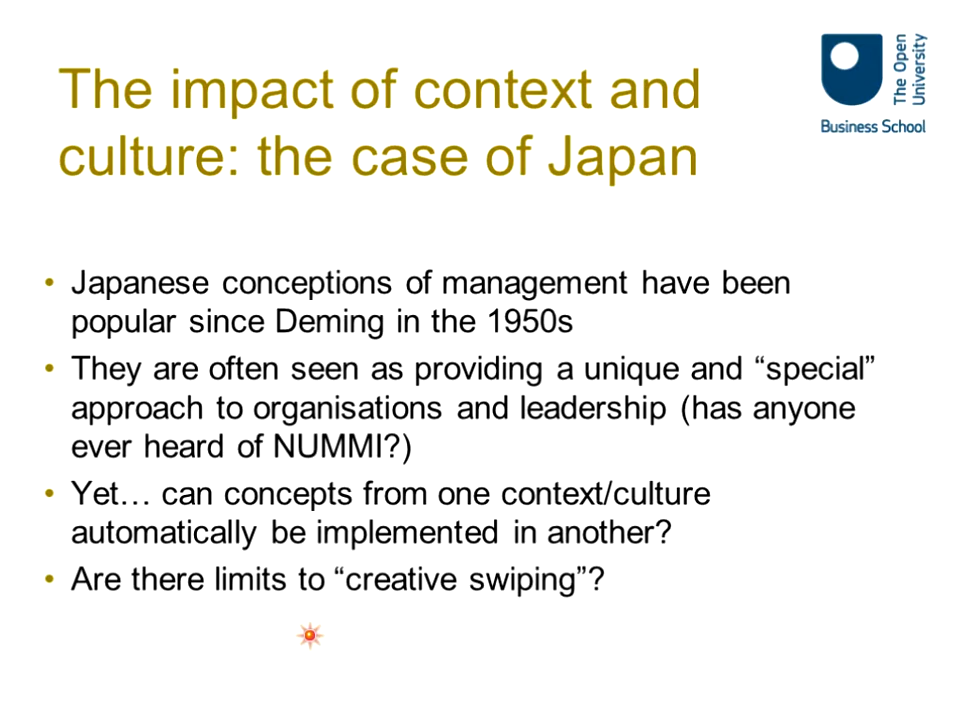 The impact of context and
culture: the case of Japan
The Open
University
Business School
• Japanese conceptions of management have been
popular since Deming in the 1950s
• They are often seen as providing a unique and “special”
approach to organisations and leadership (has anyone
ever heard of NUMMI?)
• Yet… can concepts from one context/culture
automatically be implemented in another?
• Are there limits to “creative swiping”?